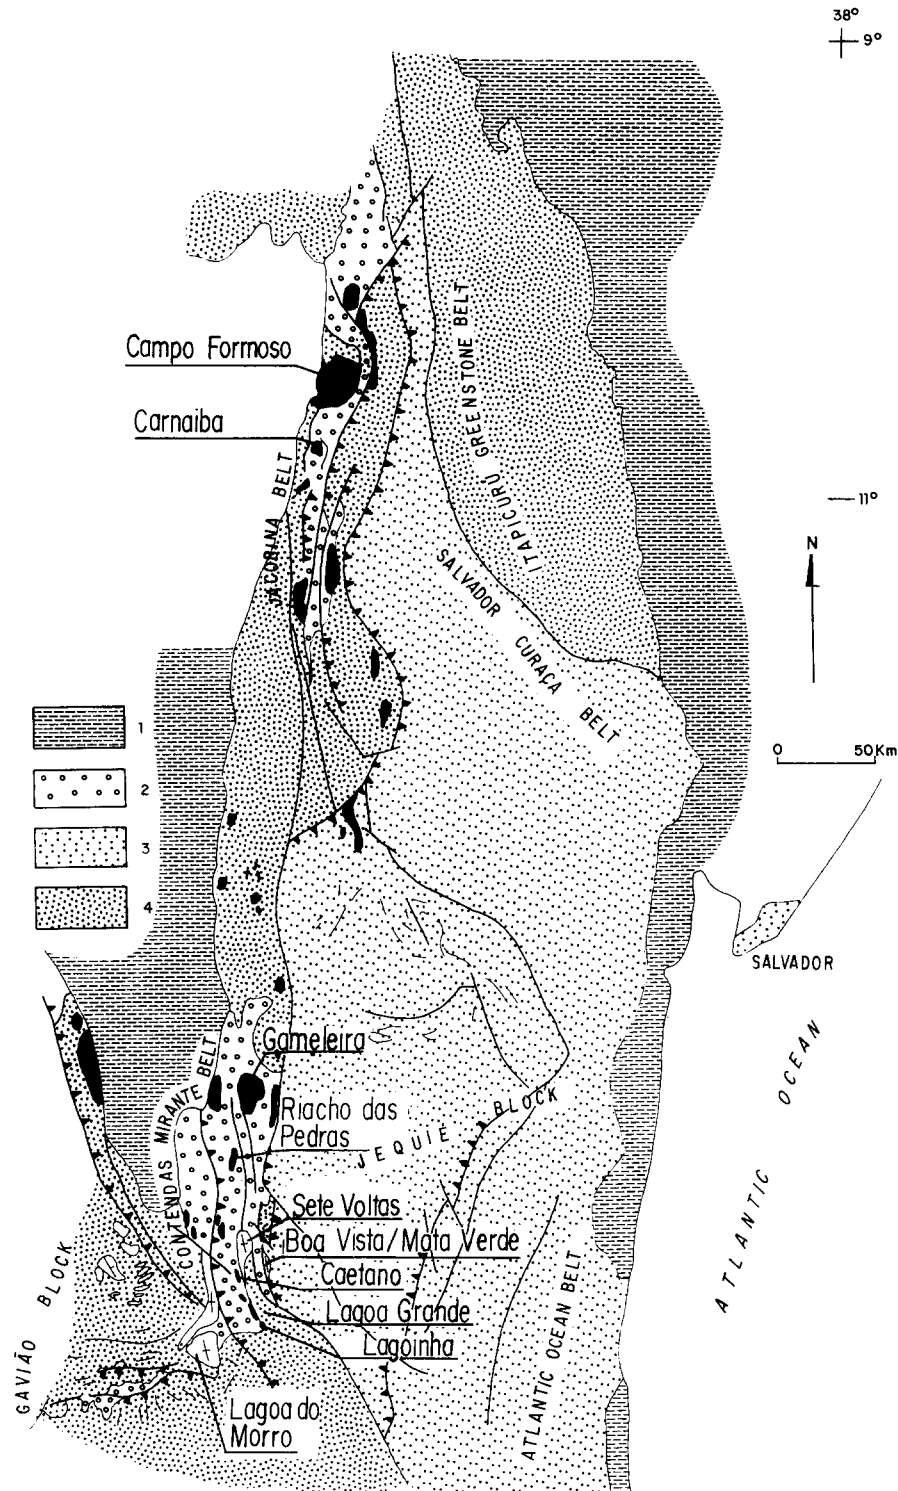 38°
9°
Campo Formoso
Carnaiba
JACOBINA BELT
ITAPICURU GREENSTONE BELT
11°
N
SALVADOR CURAÇA BELT
1
2
3
4
0 50Km
SALVADOR
ATLANTIC OCEAN
Gameleira
CONTENDAS MIRANTE BELT
Riacho das
Pedras
JEQUIÉ BLOCK
Sete Voltas
Boa Vista/Mata Verde
Caetano
Lagoa Grande
Lagoinha
GAVIÃO BLOCK
ATLANTIC OCEAN BELT
Lagoa do
Morro